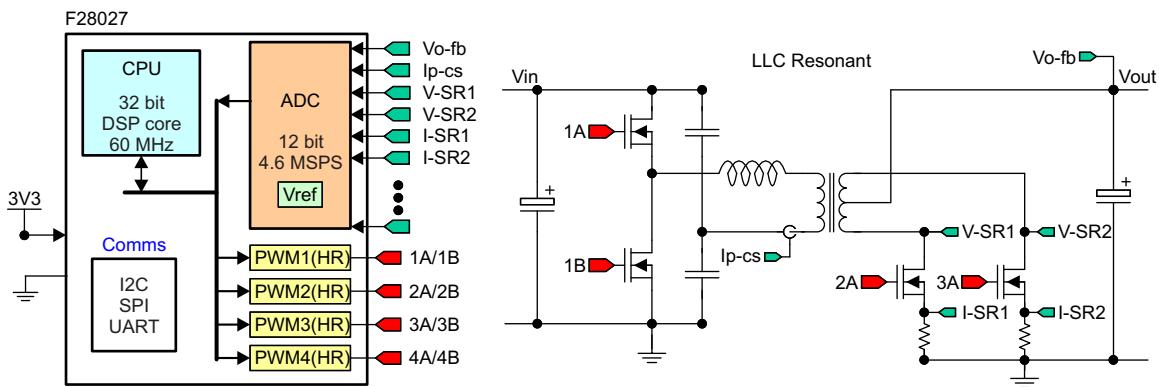 F28027
CPU
32 bit
DSP core
60 MHz
ADC
12 bit
4.6 MSPS
Vref
Vo-fb
Ip-cs
V-SR1
V-SR2
I-SR1
I-SR2
3V3
Comms
I2C
SPI
UART
PWM1(HR)
1A/1B
PWM2(HR)
2A/2B
PWM3(HR)
3A/3B
PWM4(HR)
4A/4B
LLC Resonant
Vin
Vo-fb
Vout
1A
+
+
1B
Ip-cs
V-SR1
V-SR2
2A
3A
I-SR1
I-SR2